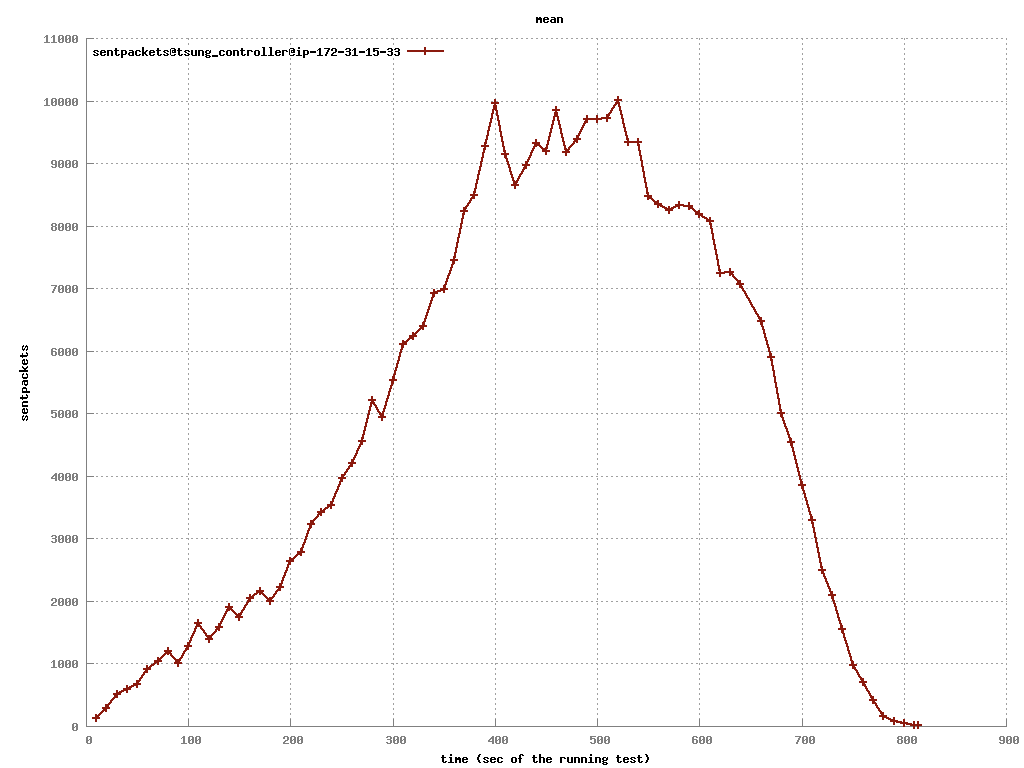 mean
11000
sentpackets@tsung_controller@ip-172-31-15-33
10000
9000
8000
7000
6000
sentpackets
5000
4000
3000
2000
1000
0
0 100 200 300 400 500 600 700 800 900
time (sec of the running test)